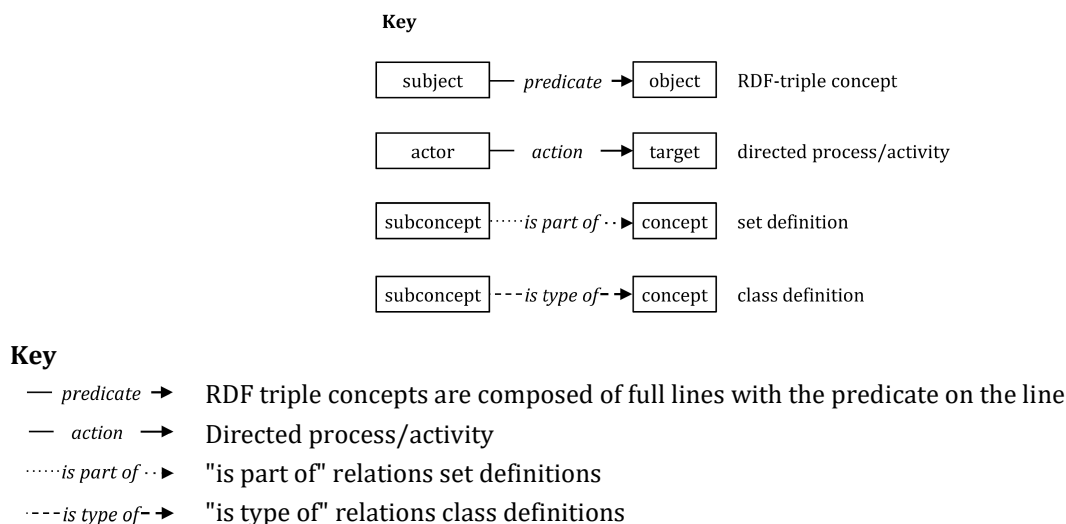 Key
subject predicate object RDF-triple concept
actor action target directed process/activity
subconcept is part of concept set definition
subconcept is type of concept class definition
Key
predicate RDF triple concepts are composed of full lines with the predicate on the line
action Directed process/activity
is part of "is part of" relations set definitions
is type of "is type of" relations class definitions